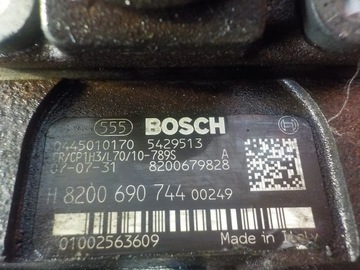 555 BOSCH
0445010170 5429513
CR/CP1H3/L70/10-789S A
07-07-31 8200679828
H 8200 690 744 00249
01002563609 Made in Italy